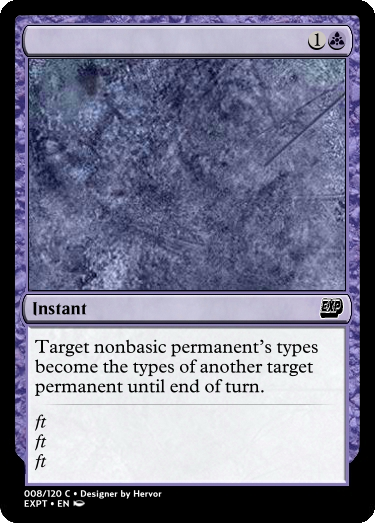 1
Instant
EXP
Target nonbasic permanent's types
become the types of another target
permanent until end of turn.
ft
ft
ft
008/120 C • Designer by Hervor
EXPT • EN